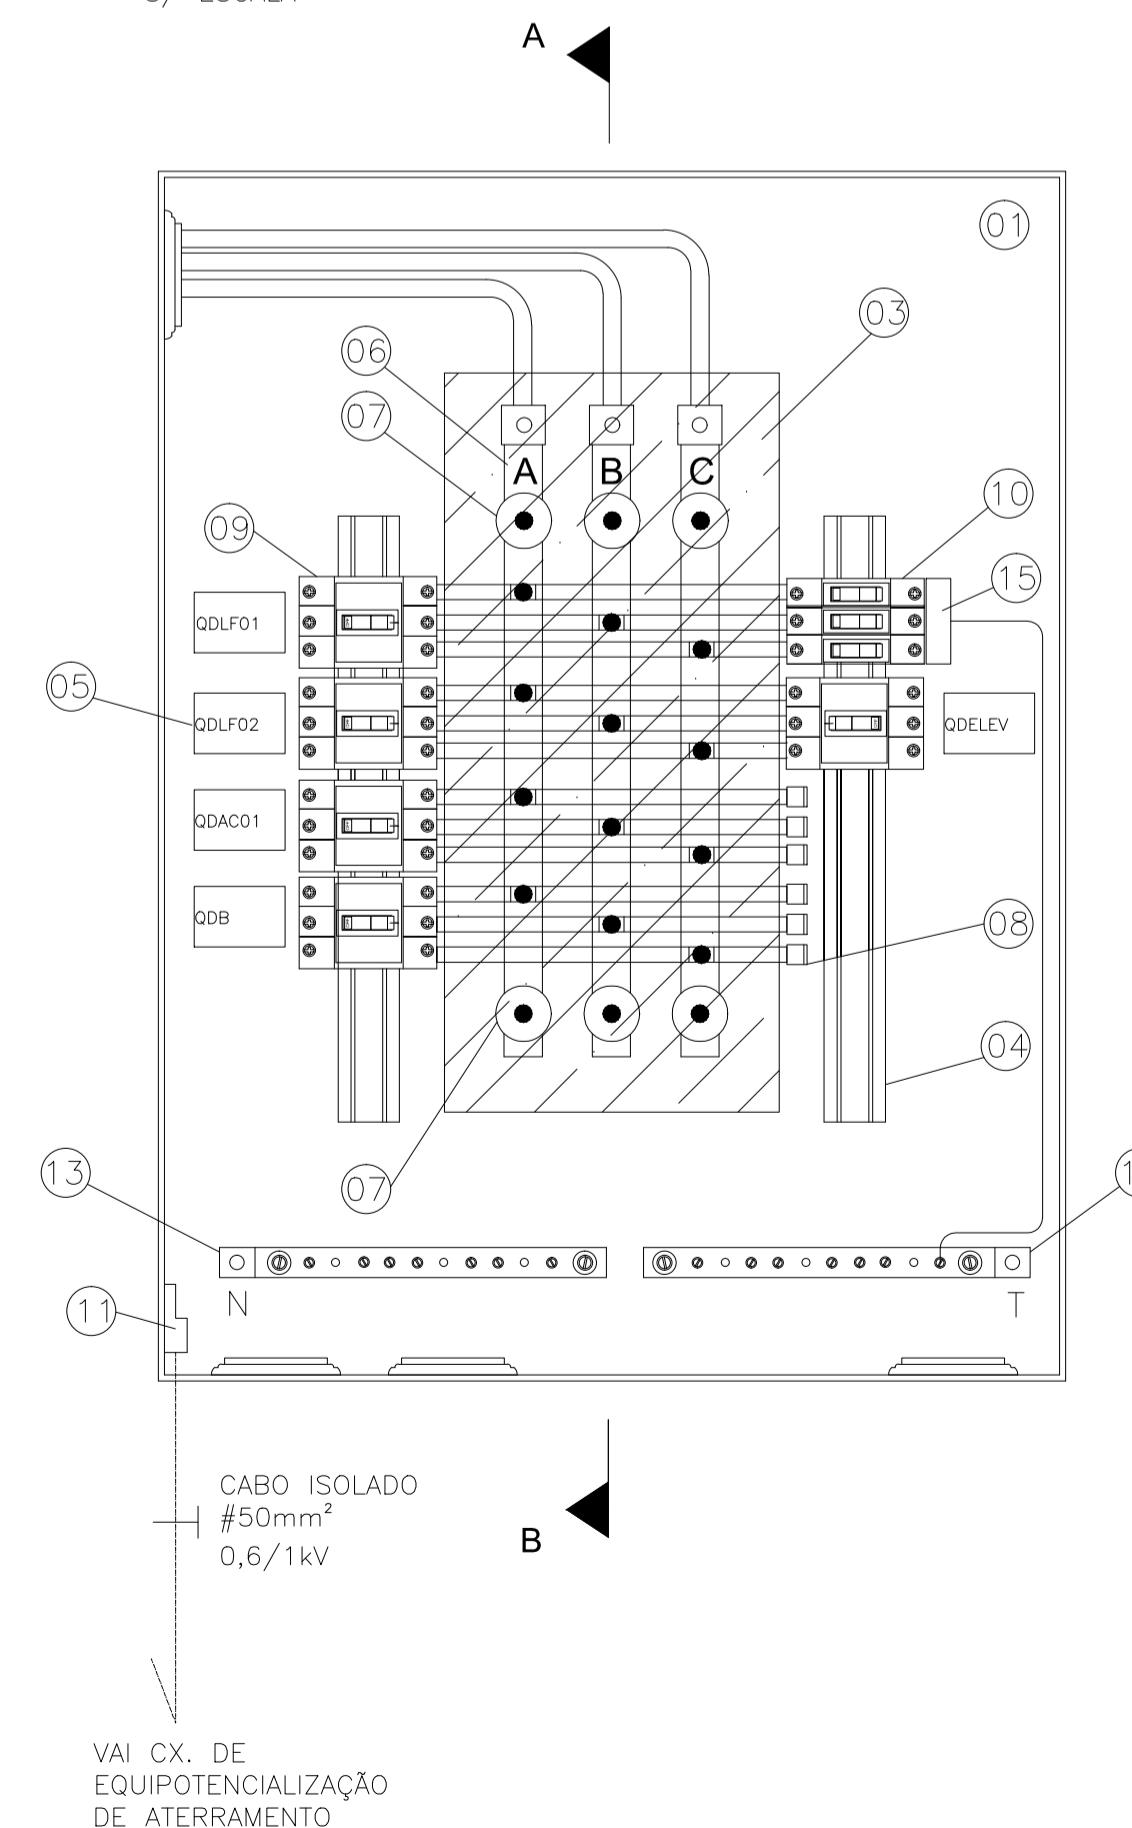 A
01
03
06
07
A B C
10
09
15
QDLF01
05
QDLF02
QDELEV
QDAC01
QDB
08
04
13
07
N
T
11
CABO ISOLADO
#50mm²
0,6/1kV
B
VAI CX. DE
EQUIPOTENCIALIZAÇÃO
DE ATERRAMENTO